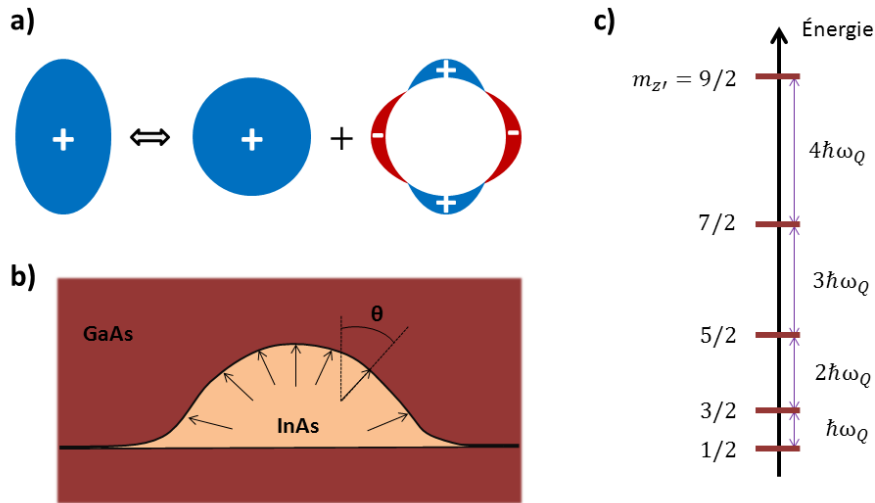 a)
+ ⇔ + + + - - +
b)
GaAs
θ
InAs
c)
Énergie
m_{z'} = 9/2
4ħω_Q
7/2
3ħω_Q
5/2
2ħω_Q
3/2
ħω_Q
1/2